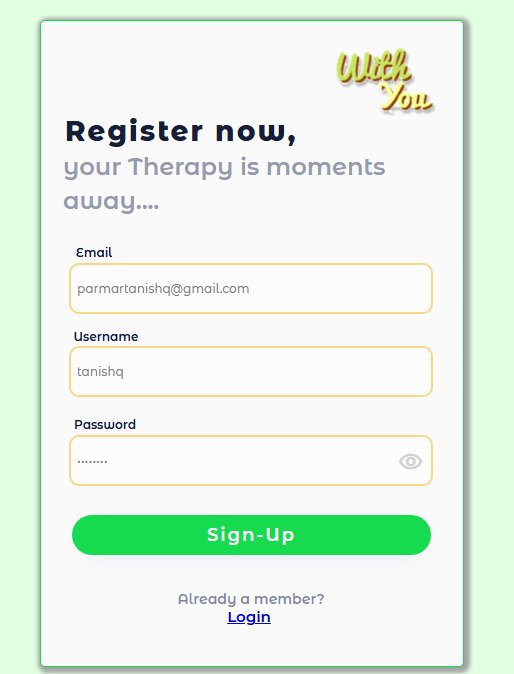 With
You
Register now,
your Therapy is moments
away....
Email
parmartanishq@gmail.com
Username
tanishq
Password
........
Sign-Up
Already a member?
Login